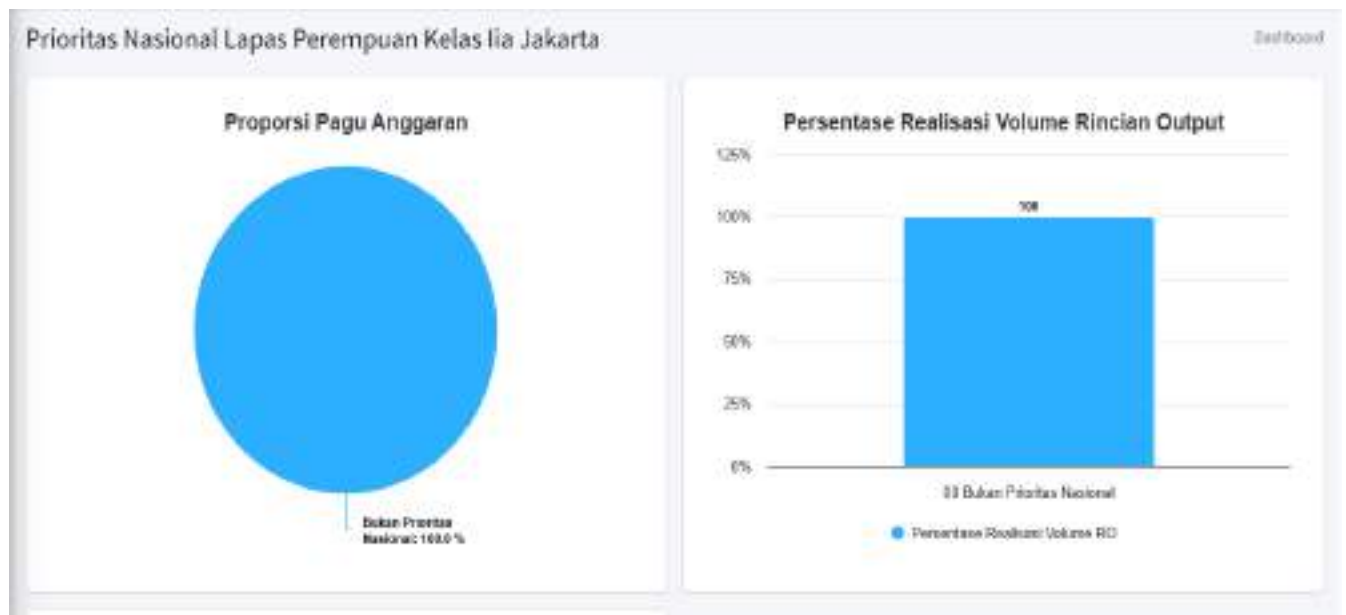 Prioritas Nasional Lapas Perempuan Kelas Iia Jakarta
Dashboard
Proporsi Pagu Anggaran
Bukan Prioritas
Nasional: 100.0 %
Persentase Realisasi Volume Rincian Output
125%
100%
75%
50%
25%
0%
100
00 Bukan Prioritas Nasional
Persentase Realisasi Volume RO